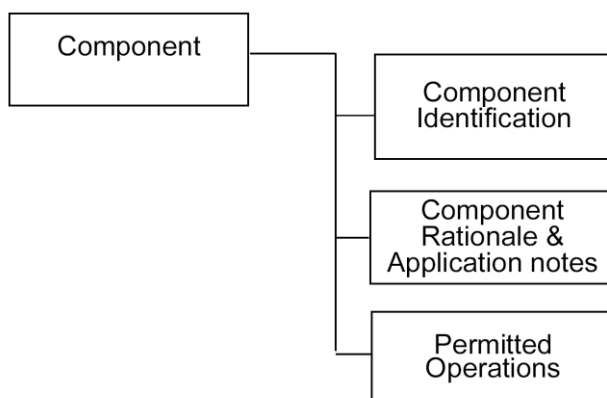 Component
Component
Identification
Component
Rationale &
Application notes
Permitted
Operations